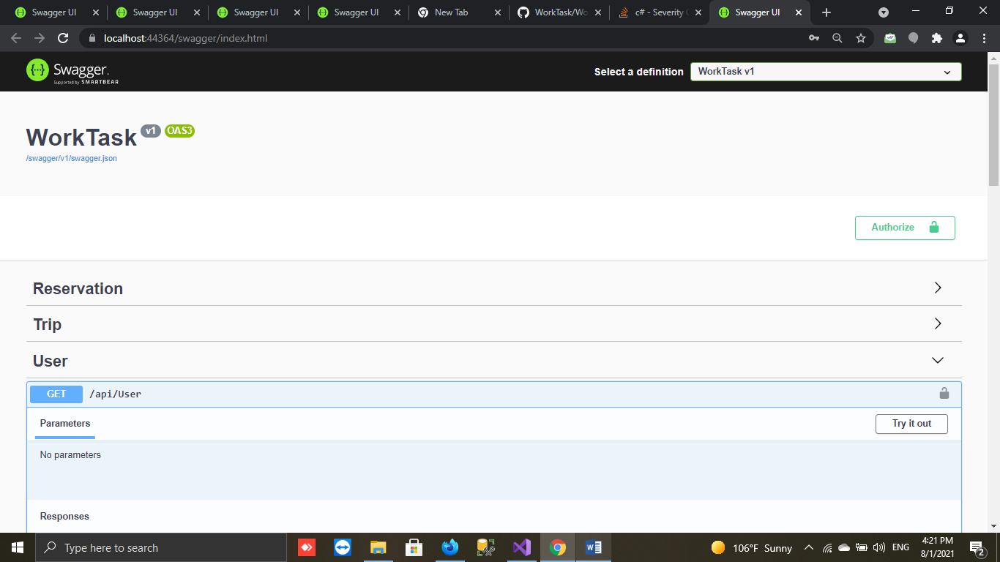 Swagger UI
Swagger UI
Swagger UI
Swagger UI
New Tab
WorkTask/Wo
c# - Severity
Swagger UI
localhost:44364/swagger/index.html
Swagger
Supported by SMARTBEAR
Select a definition
WorkTask v1
WorkTask v1 OAS3
/swagger/v1/swagger.json
Authorize
Reservation
Trip
User
GET /api/User
Parameters
Try it out
No parameters
Responses
Type here to search
106°F Sunny
ENG
4:21 PM
8/1/2021
2